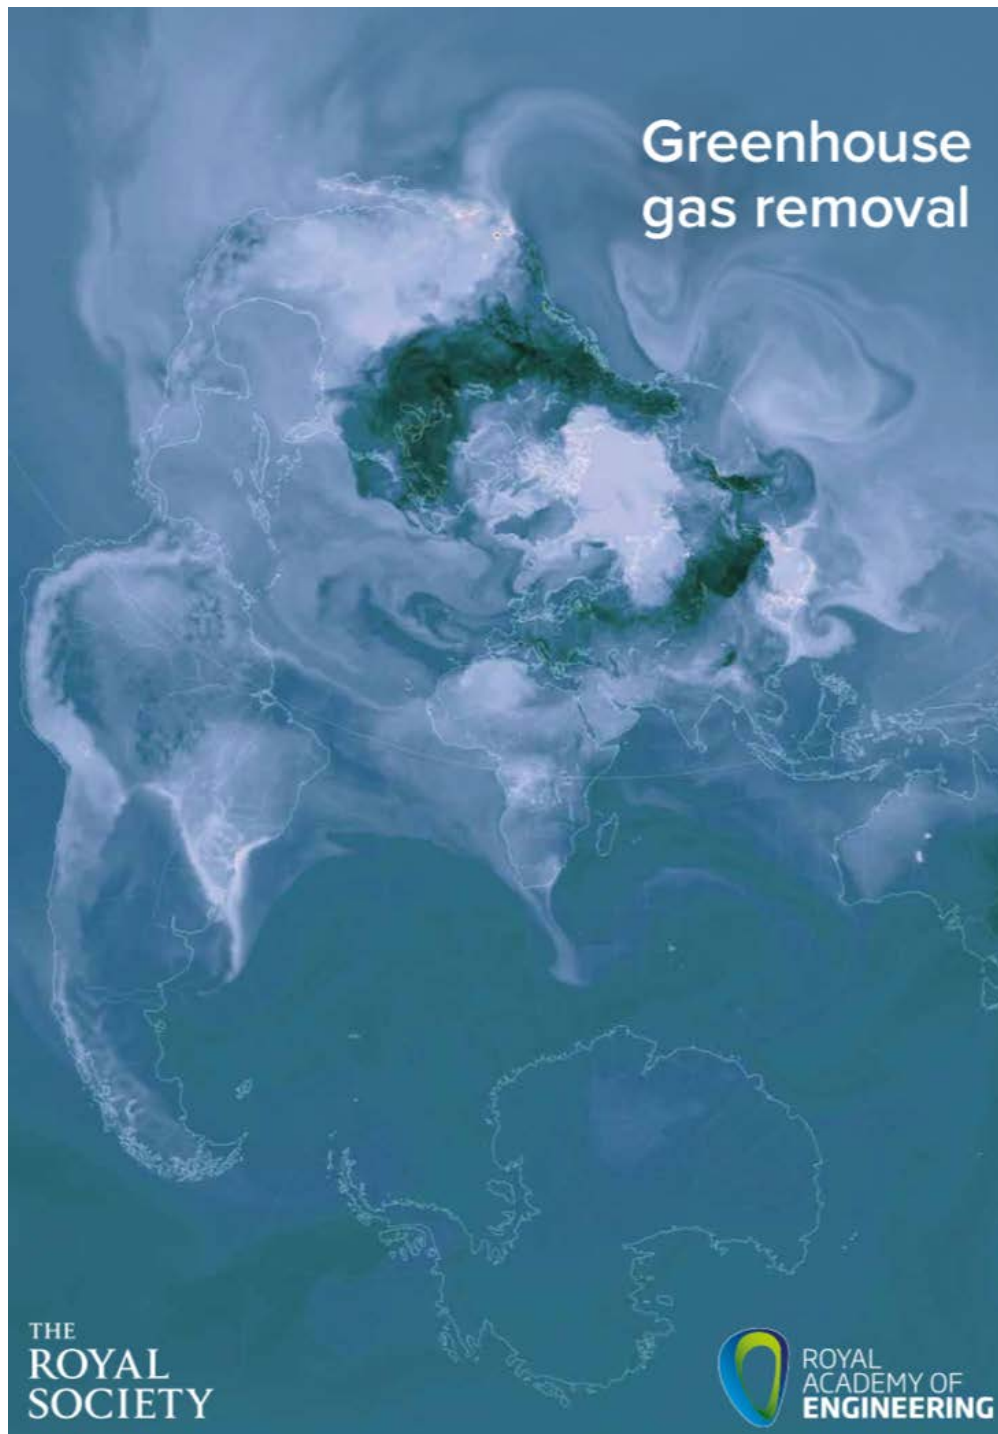 Greenhouse
gas removal
THE
ROYAL
SOCIETY
ROYAL
ACADEMY OF
ENGINEERING